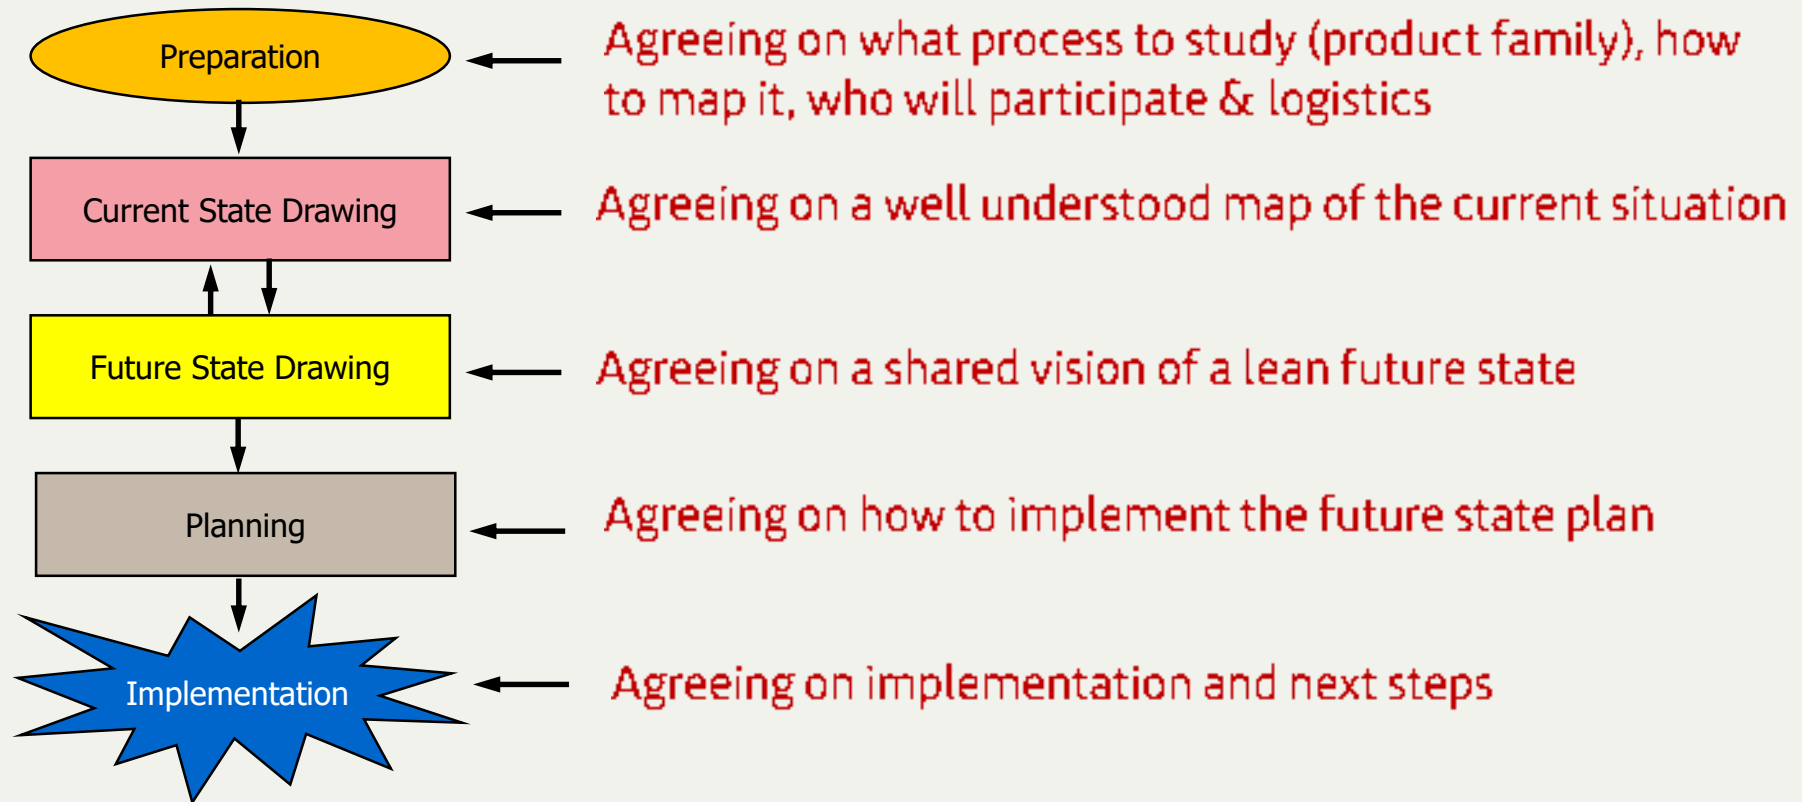 Preparation
Agreeing on what process to study (product family), how
to map it, who will participate & logistics
Current State Drawing
Agreeing on a well understood map of the current situation
Future State Drawing
Agreeing on a shared vision of a lean future state
Planning
Agreeing on how to implement the future state plan
Implementation
Agreeing on implementation and next steps